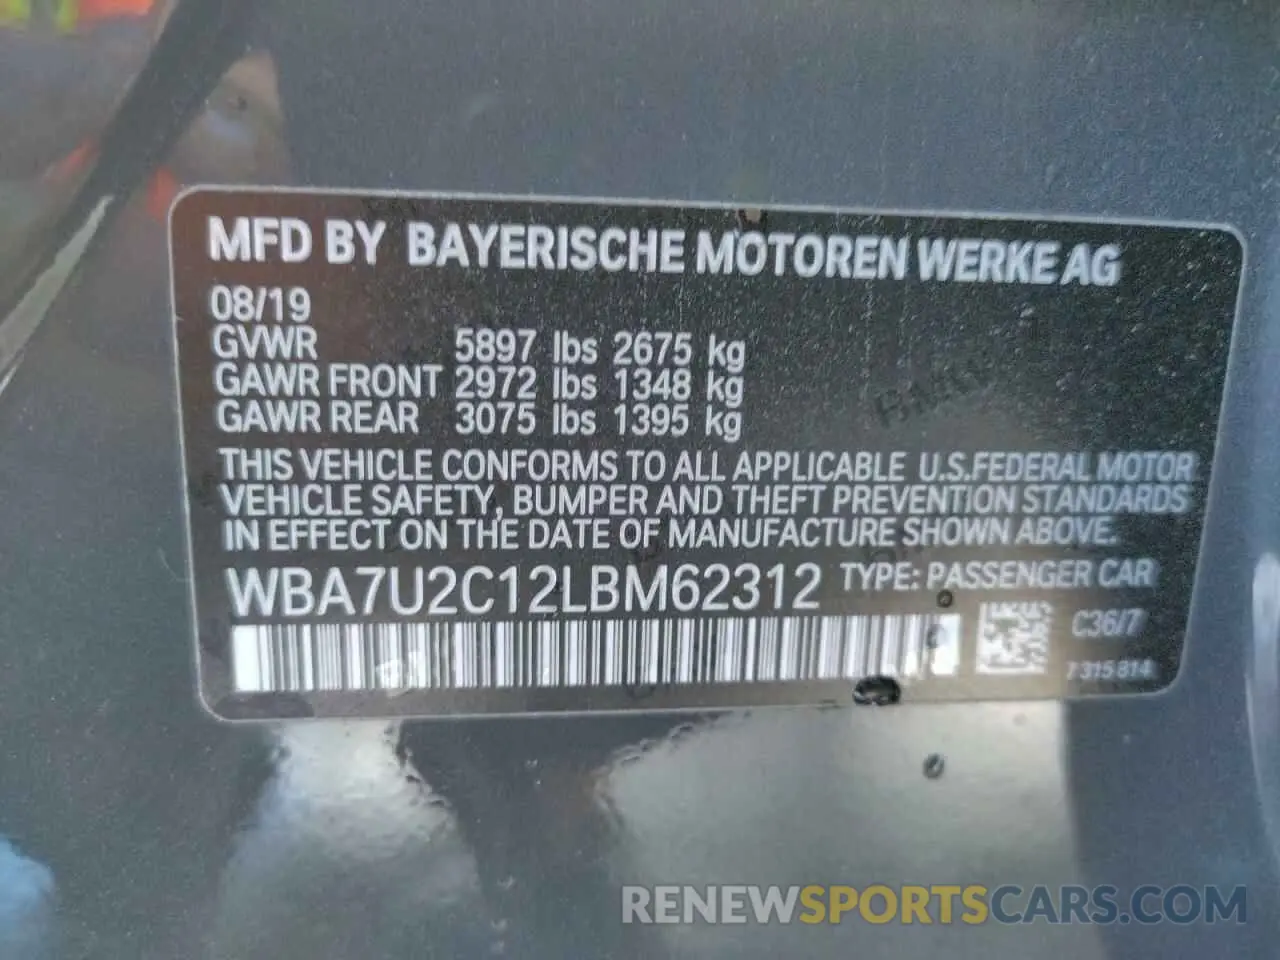 MFD BY BAYERISCHE MOTOREN WERKE AG
08/19
GVWR 5897 lbs 2675 kg
GAWR FRONT 2972 lbs 1348 kg
GAWR REAR 3075 lbs 1395 kg
THIS VEHICLE CONFORMS TO ALL APPLICABLE U.S.FEDERAL MOTOR
VEHICLE SAFETY, BUMPER AND THEFT PREVENTION STANDARDS
IN EFFECT ON THE DATE OF MANUFACTURE SHOWN ABOVE.
WBA7U2C12LBM62312 TYPE: PASSENGER CAR
C36/7
7 315 814
RENEWSPORTSCARS.COM